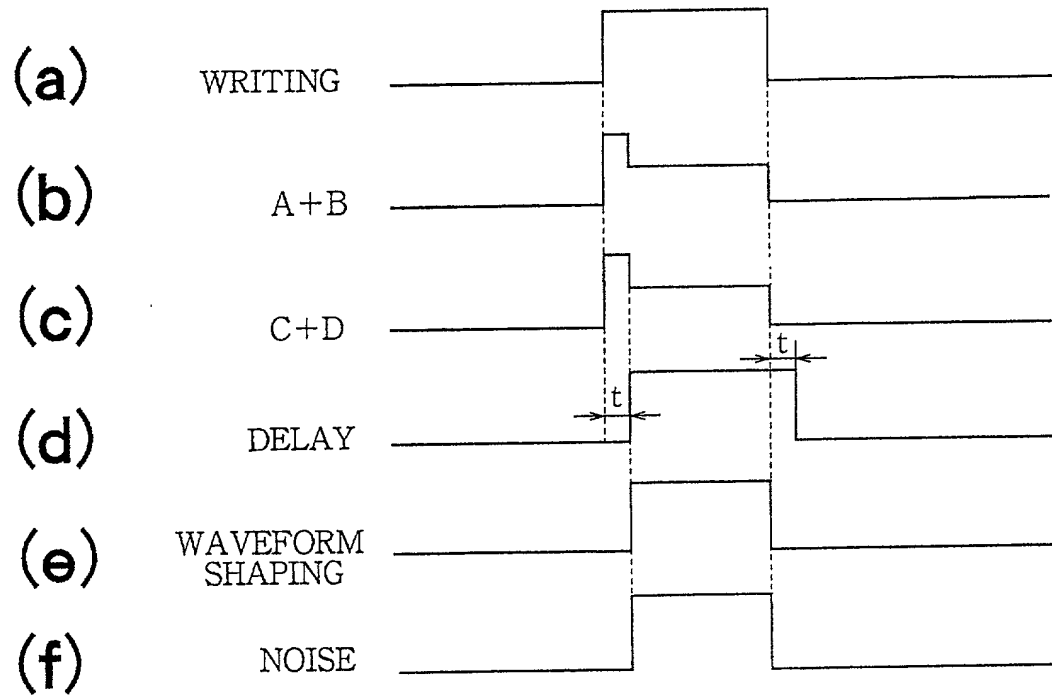 (a) WRITING
(b) A+B
(c) C+D
t
t
(d) DELAY
(e) WAVEFORM
SHAPING
(f) NOISE